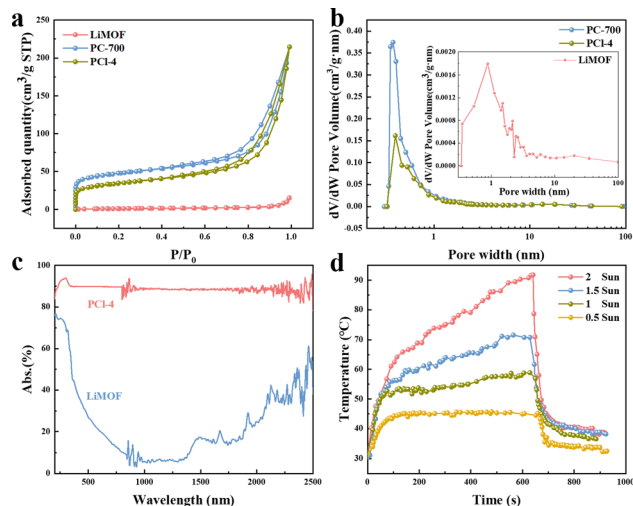 a
LiMOF
PC-700
PCl-4
Adsorbed quantity(cm³/g STP)
250
200
150
100
50
0
0.0 0.2 0.4 0.6 0.8 1.0
P/P₀
b
PC-700
PCl-4
dV/dW Pore Volume(cm³/g·nm)
0.40
0.35
0.30
0.25
0.20
0.15
0.10
0.05
0.00
0.1 1 10 100
Pore width (nm)
LiMOF
dV/dW Pore Volume(cm³/g·nm)
0.0020
0.0016
0.0012
0.0008
0.0004
0.0000
1 10 100
Pore width (nm)
c
PCl-4
LiMOF
Abs.(%)
100
80
60
40
20
0
500 1000 1500 2000 2500
Wavelength (nm)
d
2 Sun
1.5 Sun
1 Sun
0.5 Sun
Temperature (°C)
90
80
70
60
50
40
30
0 200 400 600 800 1000
Time (s)